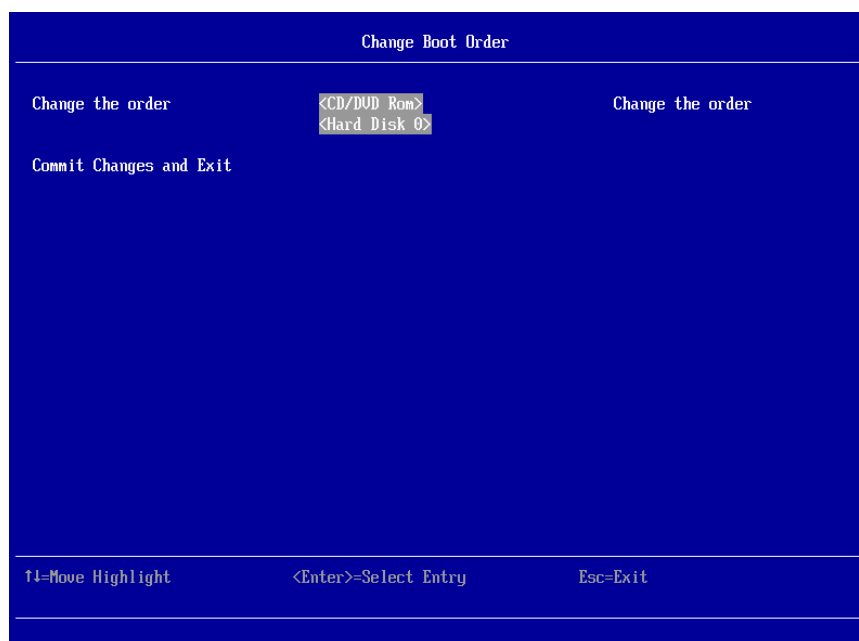 Change Boot Order
Change the order <CD/DVD Rom> Change the order
<Hard Disk 0>
Commit Changes and Exit
↑↓=Move Highlight <Enter>=Select Entry Esc=Exit